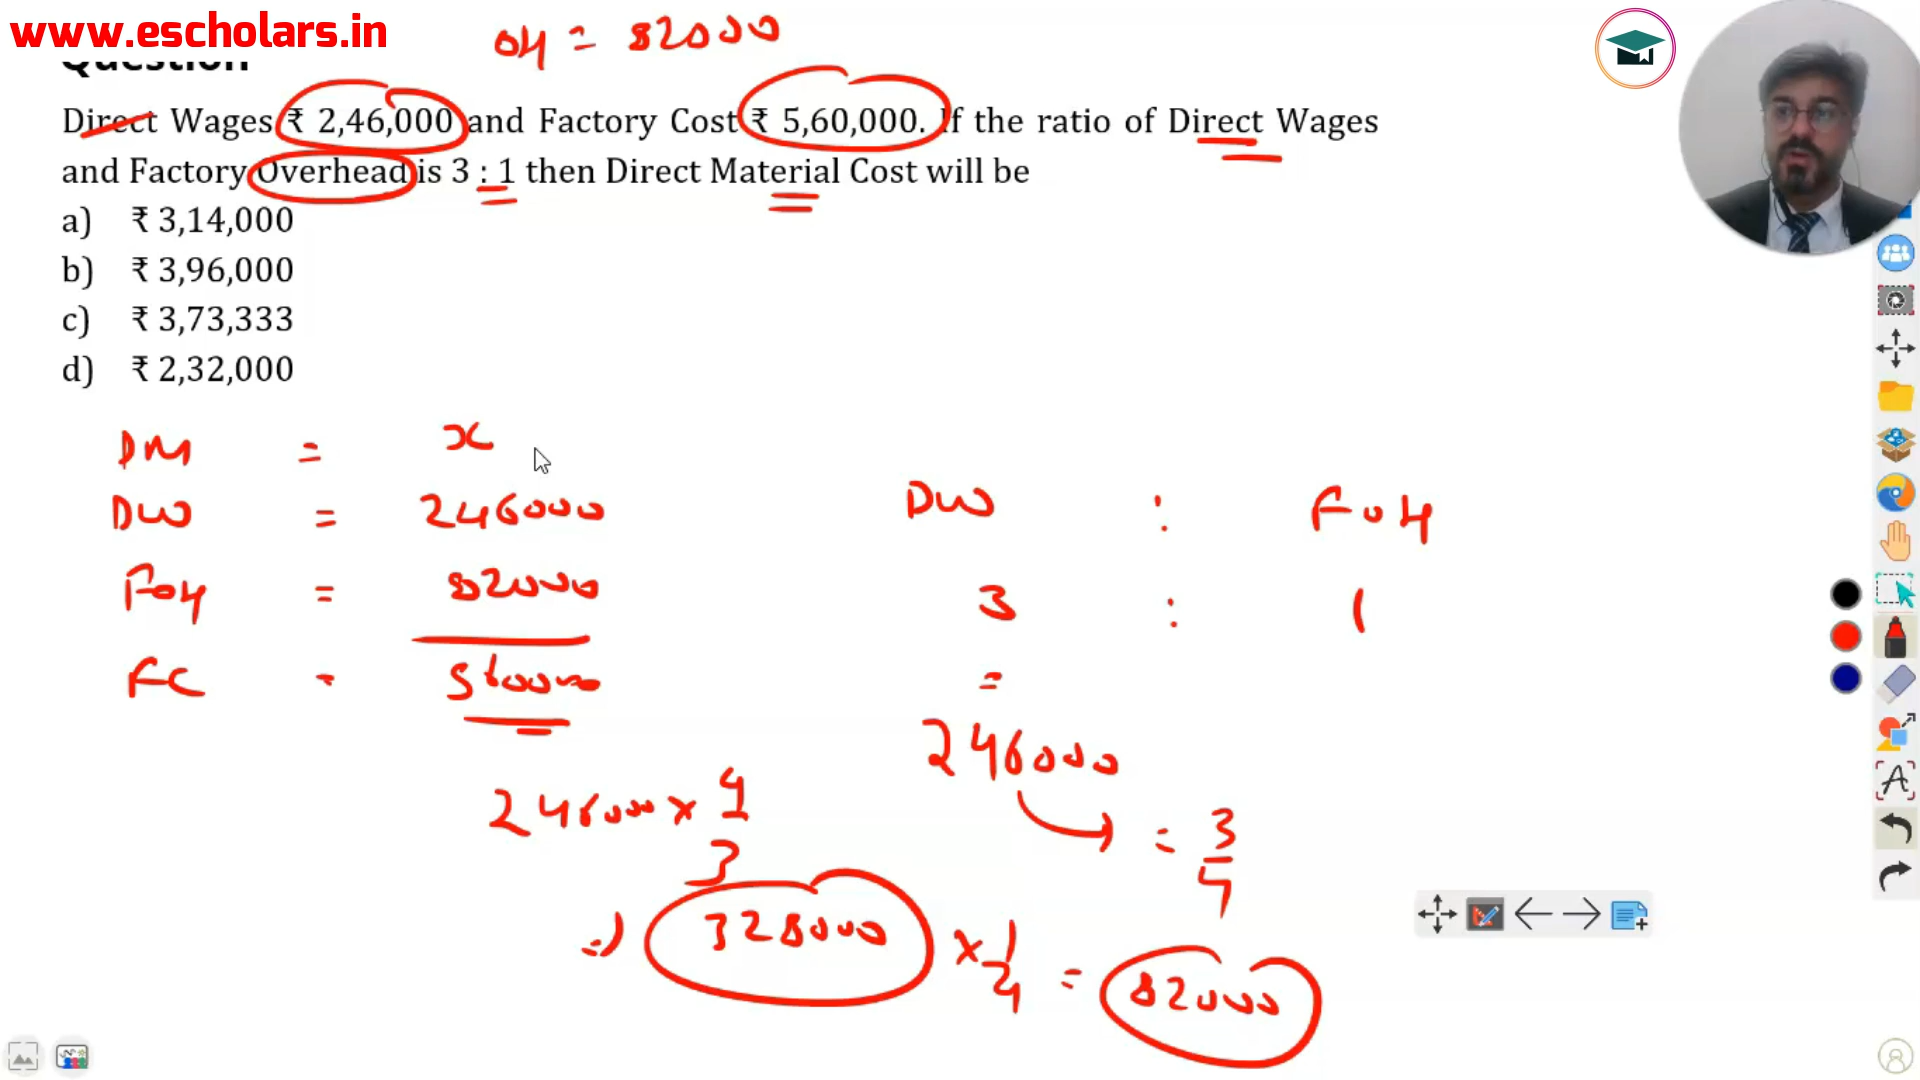 www.escholars.in
OH = 82000
Question
Direct Wages ₹ 2,46,000 and Factory Cost ₹ 5,60,000. If the ratio of Direct Wages
and Factory Overhead is 3 : 1 then Direct Material Cost will be
a) ₹ 3,14,000
b) ₹ 3,96,000
c) ₹ 3,73,333
d) ₹ 2,32,000
DM = x
DW = 246000
FOH = 82000
FC = 560000
DW : FOH
3 : 1
=
246000
= 3/4
246000 × 4/3
=) 328000 × 1/4 = 82000